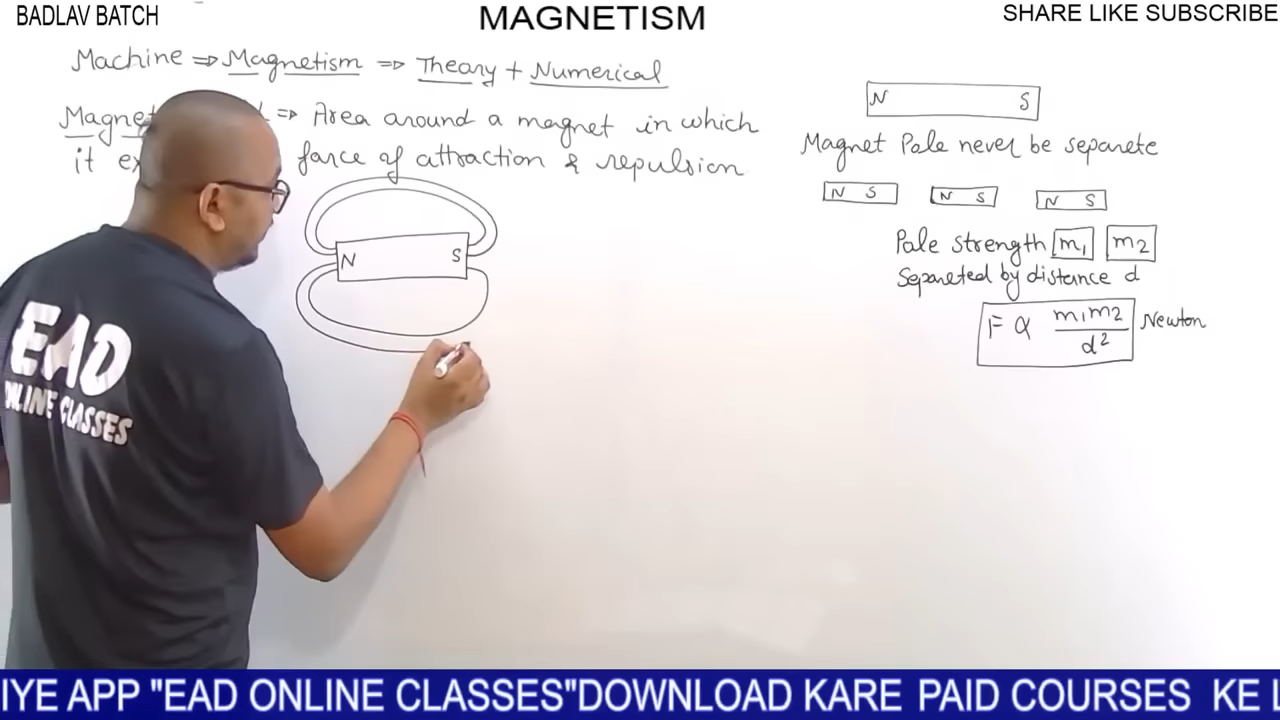 BADLAV BATCH
MAGNETISM
SHARE LIKE SUBSCRIBE
Machine ⇒ Magnetism ⇒ Theory + Numerical
⇒ Area around a magnet in which
it force of attraction & repulsion
N S
N S
Magnet Pole never be seperete
N S N S N S
Pole strength m1 m2
Separeted by distance d
F ∝ m1m2/d² Newton
EAD
ONLINE CLASSES
IYE APP "EAD ONLINE CLASSES"DOWNLOAD KARE PAID COURSES KE